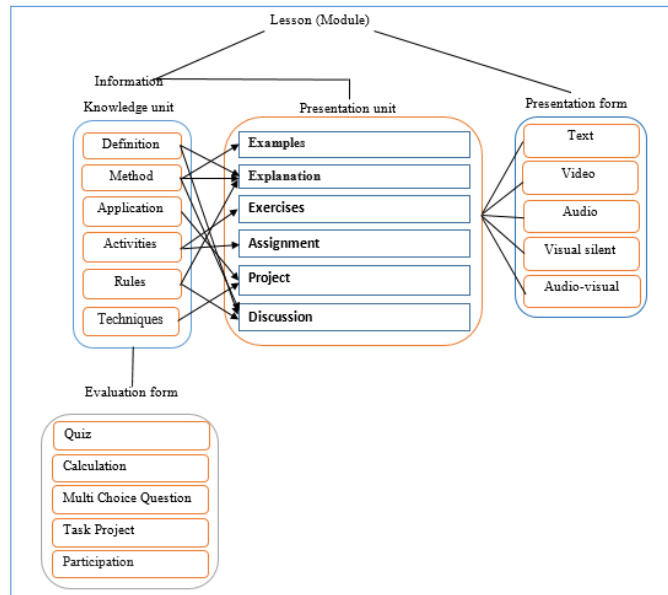 Lesson (Module)
Information
Knowledge unit
Presentation unit
Presentation form
Definition
Method
Application
Activities
Rules
Techniques
Examples
Explanation
Exercises
Assignment
Project
Discussion
Text
Video
Audio
Visual silent
Audio-visual
Evaluation form
Quiz
Calculation
Multi Choice Question
Task Project
Participation